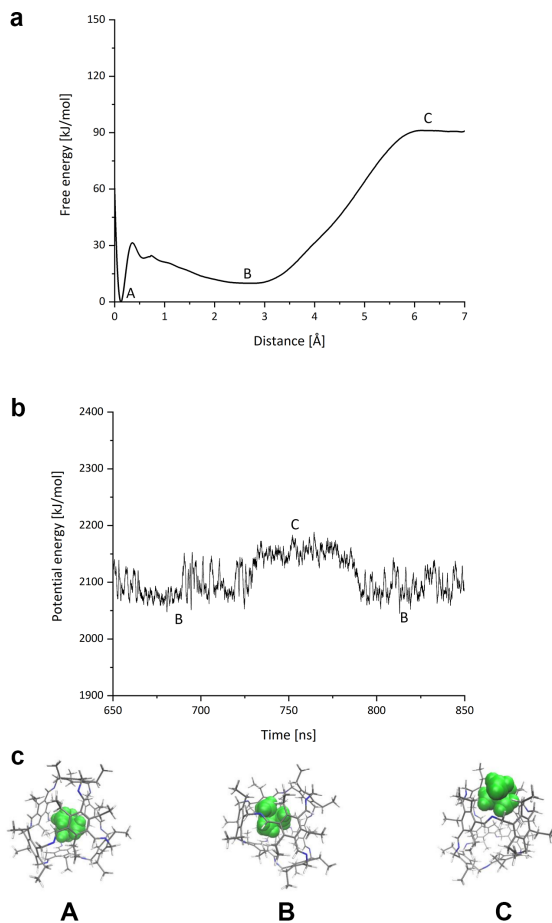 a
150
120
90
60
30
0
Free energy [kJ/mol]
A
B
C
0 1 2 3 4 5 6 7
Distance [Å]
b
2400
2300
2200
2100
2000
1900
Potential energy [kJ/mol]
B
C
B
650 700 750 800 850
Time [ns]
c
A B C